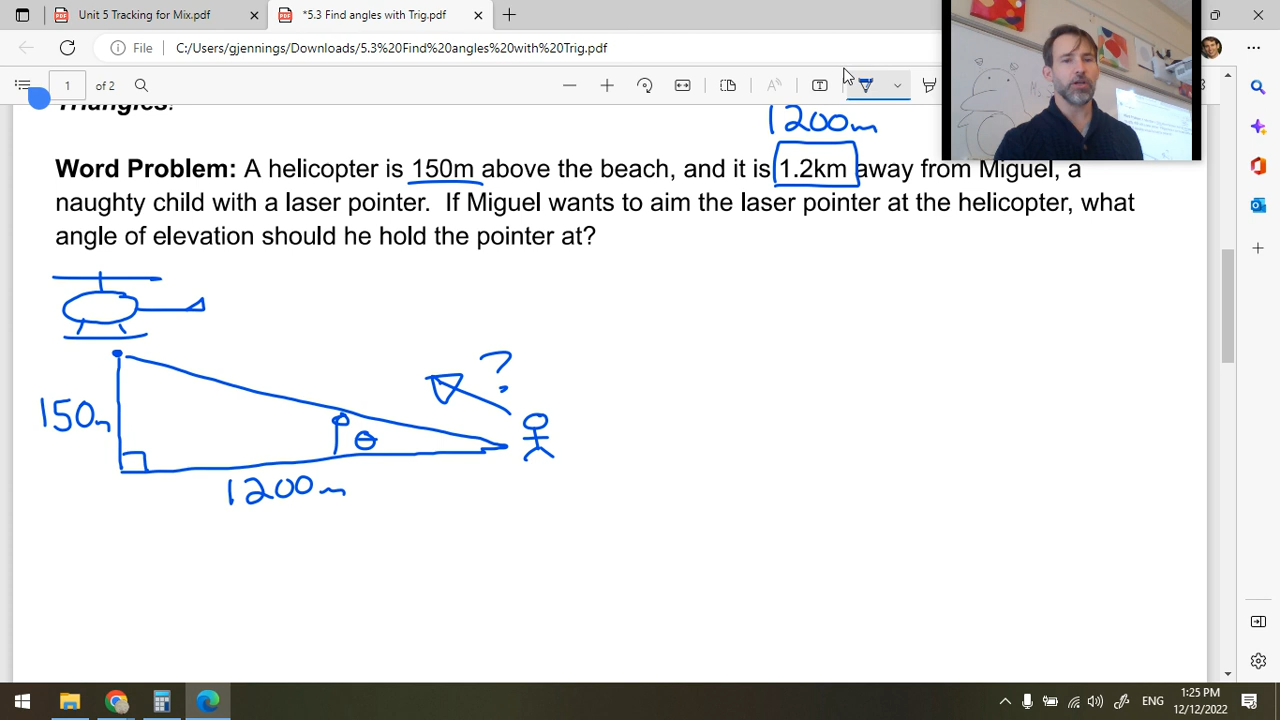 Unit 5 Tracking for Mix.pdf
*5.3 Find angles with Trig.pdf
File
C:/Users/gjennings/Downloads/5.3%20Find%20angles%20with%20Trig.pdf
1
of 2
Triangles!
1200m
Word Problem: A helicopter is 150m above the beach, and it is 1.2km away from Miguel, a
naughty child with a laser pointer. If Miguel wants to aim the laser pointer at the helicopter, what
angle of elevation should he hold the pointer at?
?
150m
θ
1200m
ENG
1:25 PM
12/12/2022